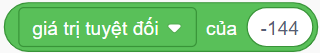 giá trị tuyệt đối của -144